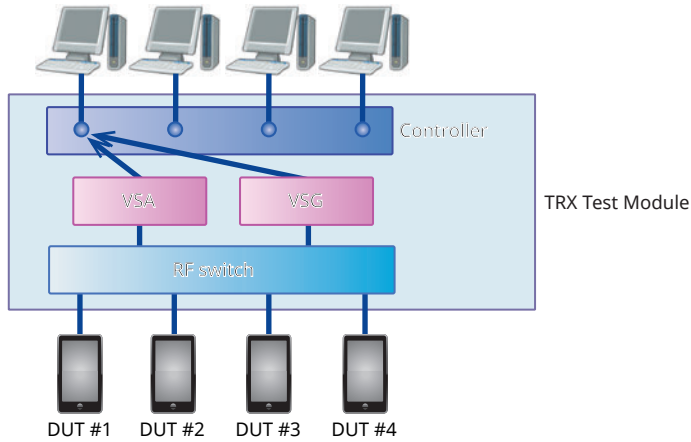 Controller
VSA
VSG
TRX Test Module
RF switch
DUT #1
DUT #2
DUT #3
DUT #4